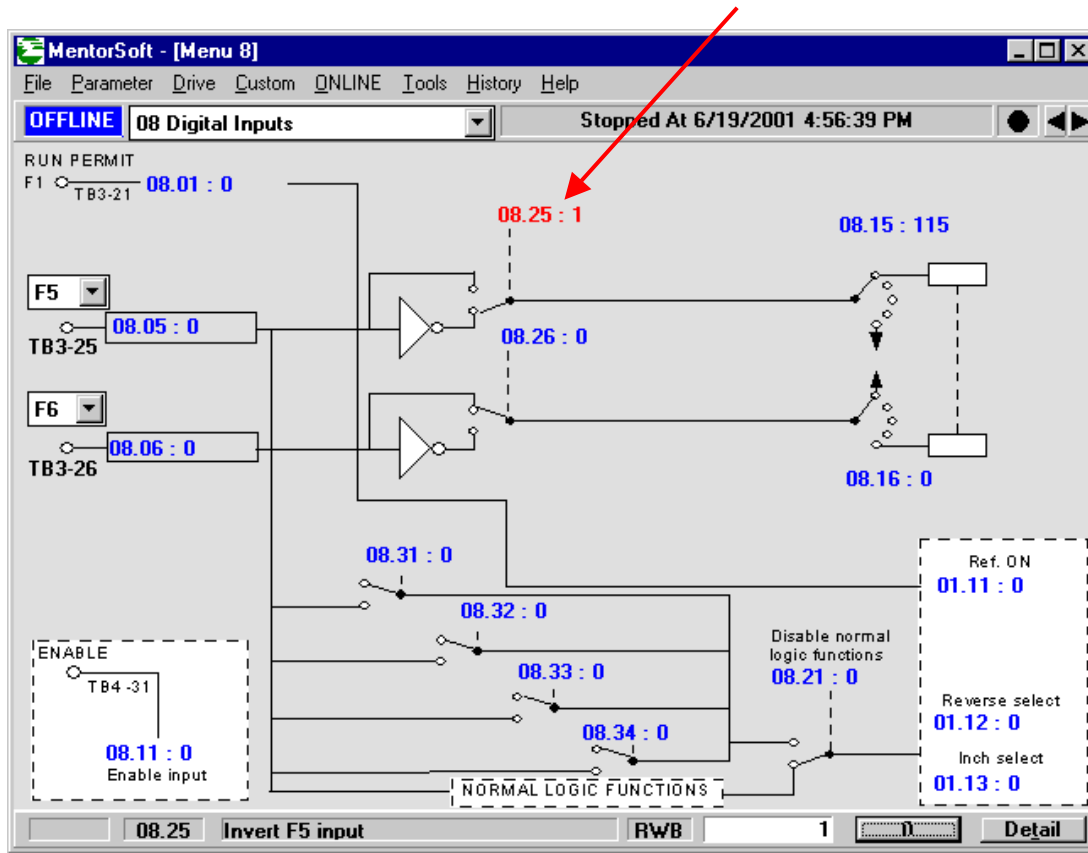 MentorSoft - [Menu 8]
File Parameter Drive Custom ONLINE Tools History Help
OFFLINE 08 Digital Inputs Stopped At 6/19/2001 4:56:39 PM
RUN PERMIT
F1 TB3-21 08.01 : 0
08.25 : 1
08.15 : 115
F5
08.05 : 0
TB3-25
08.26 : 0
F6
08.06 : 0
TB3-26
08.16 : 0
08.31 : 0
Ref. ON
01.11 : 0
08.32 : 0
Disable normal
logic functions
08.21 : 0
ENABLE
TB4-31
08.33 : 0
Reverse select
01.12 : 0
08.34 : 0
08.11 : 0
Enable input
Inch select
01.13 : 0
NORMAL LOGIC FUNCTIONS
08.25 Invert F5 input RWB 1 Detail